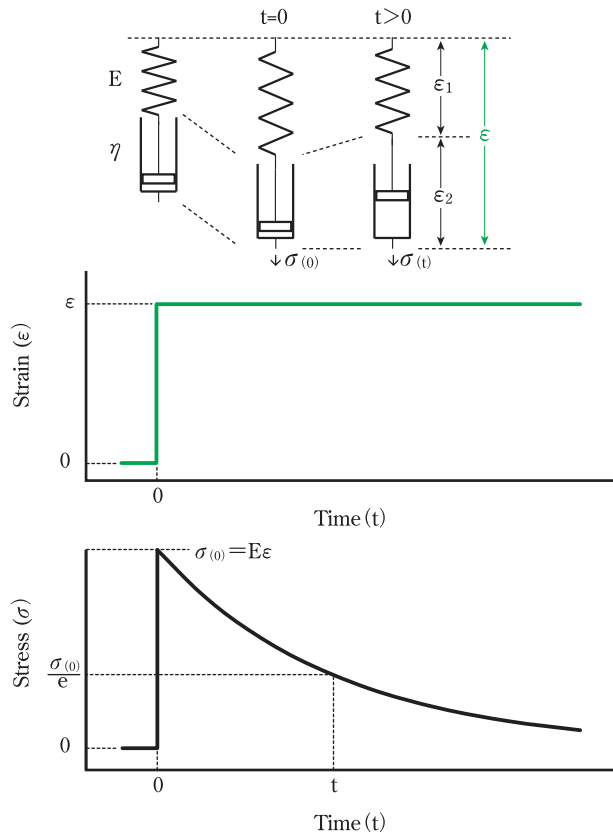 t=0 t>0
E
ε₁
ε
η
ε₂
σ₍₀₎ σ₍t₎
ε
Strain (ε)
0
0
Time (t)
σ₍₀₎=Eε
Stress (σ)
σ₍₀₎
e
0
0 t
Time (t)